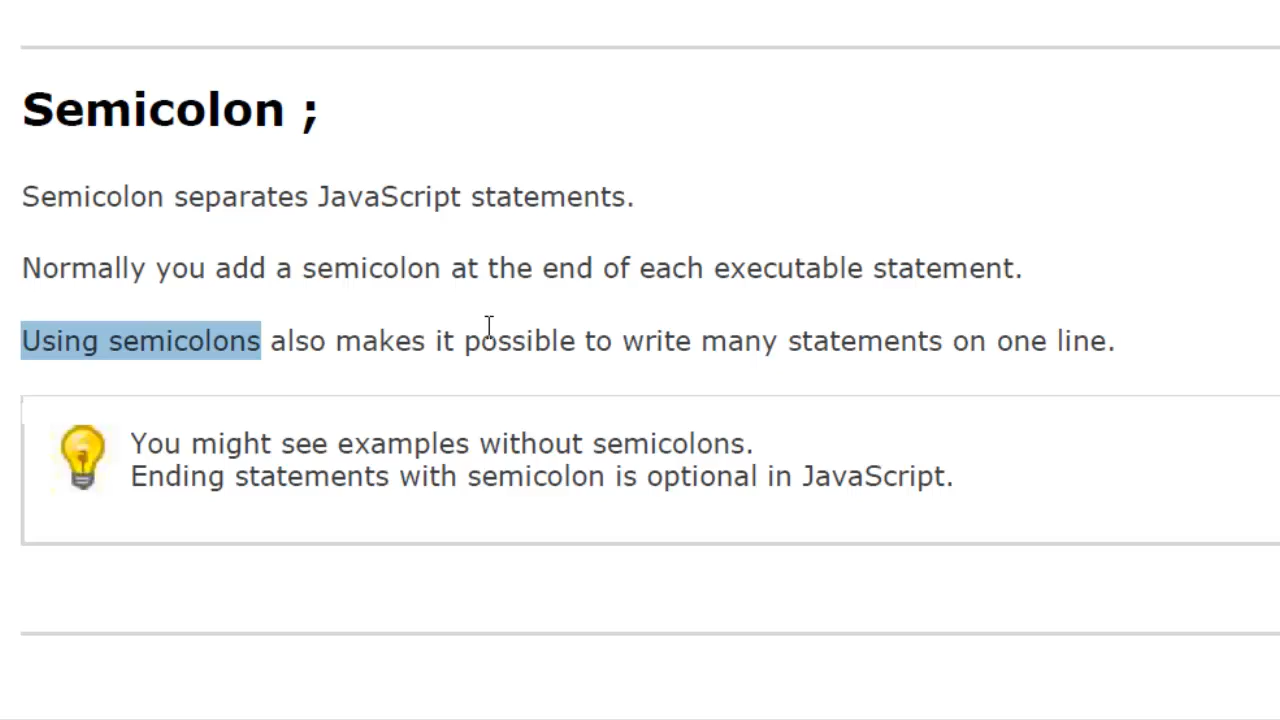 Semicolon ;
Semicolon separates JavaScript statements.
Normally you add a semicolon at the end of each executable statement.
Using semicolons also makes it possible to write many statements on one line.
You might see examples without semicolons.
Ending statements with semicolon is optional in JavaScript.